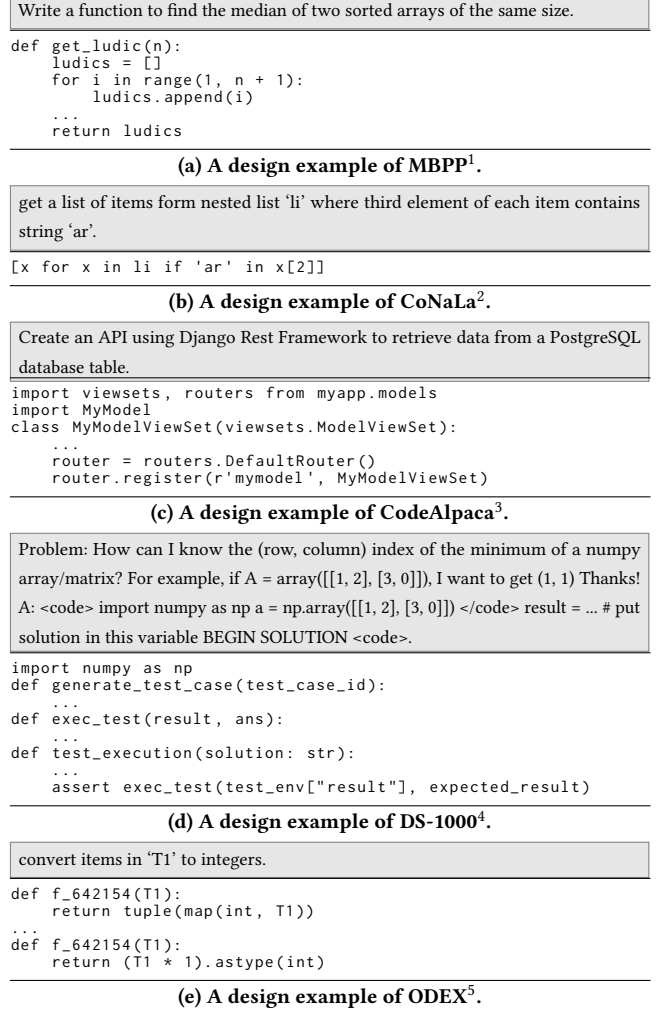 Write a function to find the median of two sorted arrays of the same size.
def get_ludic(n):
    ludics = []
    for i in range(1, n + 1):
        ludics.append(i)
    ...
    return ludics
(a) A design example of MBPP¹.
get a list of items form nested list ‘li’ where third element of each item contains
string ‘ar’.
[x for x in li if 'ar' in x[2]]
(b) A design example of CoNaLa².
Create an API using Django Rest Framework to retrieve data from a PostgreSQL
database table.
import viewsets, routers from myapp.models
import MyModel
class MyModelViewSet(viewsets.ModelViewSet):
    ...
    router = routers.DefaultRouter()
    router.register(r'mymodel', MyModelViewSet)
(c) A design example of CodeAlpaca³.
Problem: How can I know the (row, column) index of the minimum of a numpy
array/matrix? For example, if A = array([[1, 2], [3, 0]]), I want to get (1, 1) Thanks!
A: <code> import numpy as np a = np.array([[1, 2], [3, 0]]) </code> result = ... # put
solution in this variable BEGIN SOLUTION <code>.
import numpy as np
def generate_test_case(test_case_id):
    ...
def exec_test(result, ans):
    ...
def test_execution(solution: str):
    ...
    assert exec_test(test_env["result"], expected_result)
(d) A design example of DS-1000⁴.
convert items in ‘T1’ to integers.
def f_642154(T1):
    return tuple(map(int, T1))
...
def f_642154(T1):
    return (T1 * 1).astype(int)
(e) A design example of ODEX⁵.